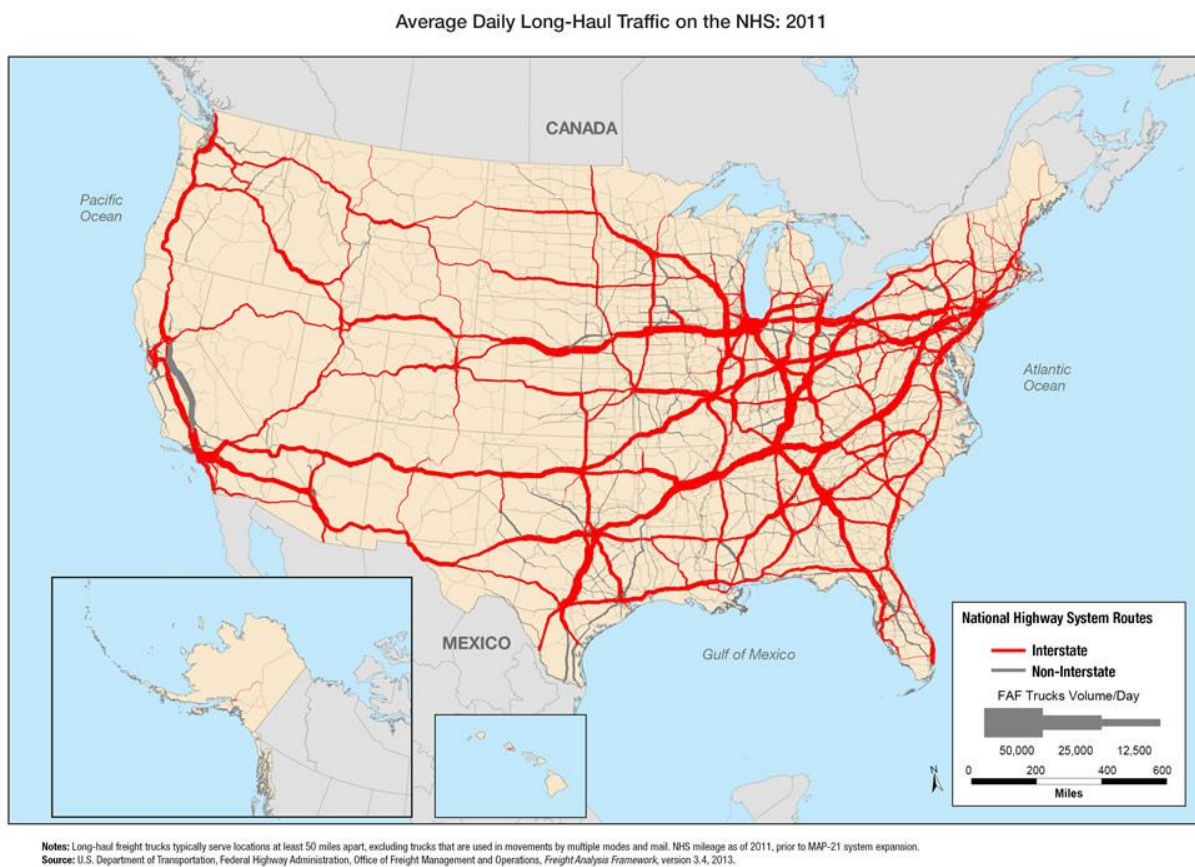 Average Daily Long-Haul Traffic on the NHS: 2011
CANADA
Pacific
Ocean
Atlantic
Ocean
MEXICO
Gulf of Mexico
National Highway System Routes
Interstate
Non-Interstate
FAF Trucks Volume/Day
50,000 25,000 12,500
0 200 400 600
Miles
N
Notes: Long-haul freight trucks typically serve locations at least 50 miles apart, excluding trucks that are used in movements by multiple modes and mail. NHS mileage as of 2011, prior to MAP-21 system expansion.
Source: U.S. Department of Transportation, Federal Highway Administration, Office of Freight Management and Operations, Freight Analysis Framework, version 3.4, 2013.